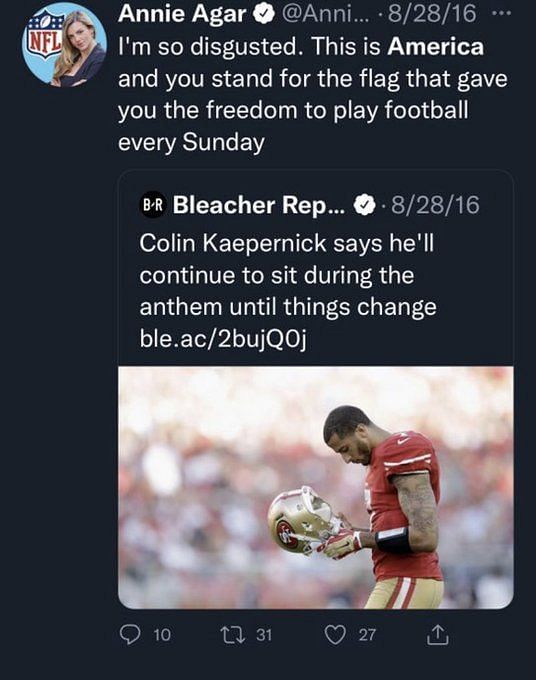 Annie Agar @Anni... · 8/28/16 ···
NFL
I'm so disgusted. This is America
and you stand for the flag that gave
you the freedom to play football
every Sunday
B/R Bleacher Rep... · 8/28/16
Colin Kaepernick says he'll
continue to sit during the
anthem until things change
ble.ac/2bujQ0j
SF
10 31 27